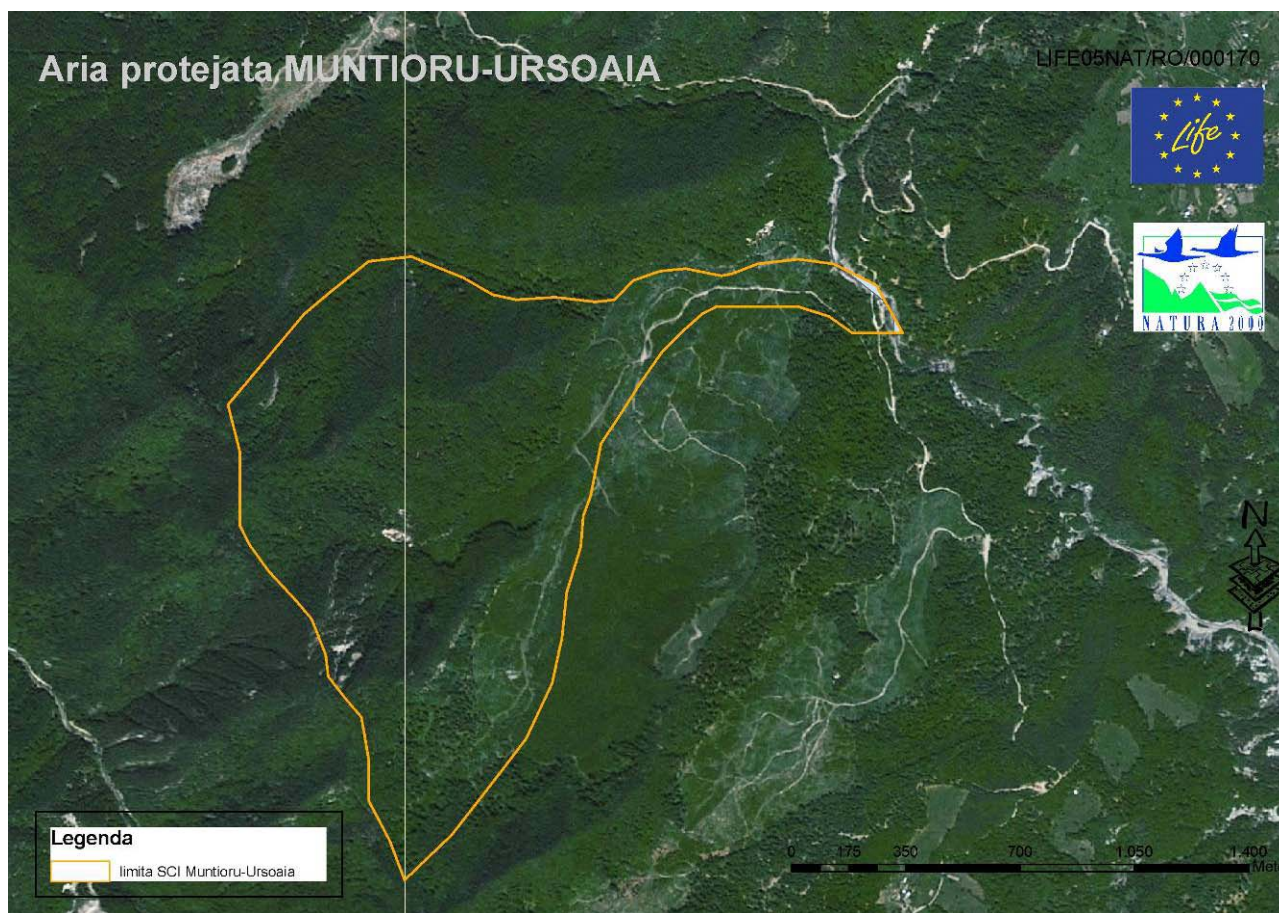 Aria protejata MUNTIORU-URSOAIA
LIFE05NAT/RO/000170
Life
NATURA 2000
N
Legenda
limita SCI Muntioru-Ursoaia
0 175 350 700 1.050 1.400
Met